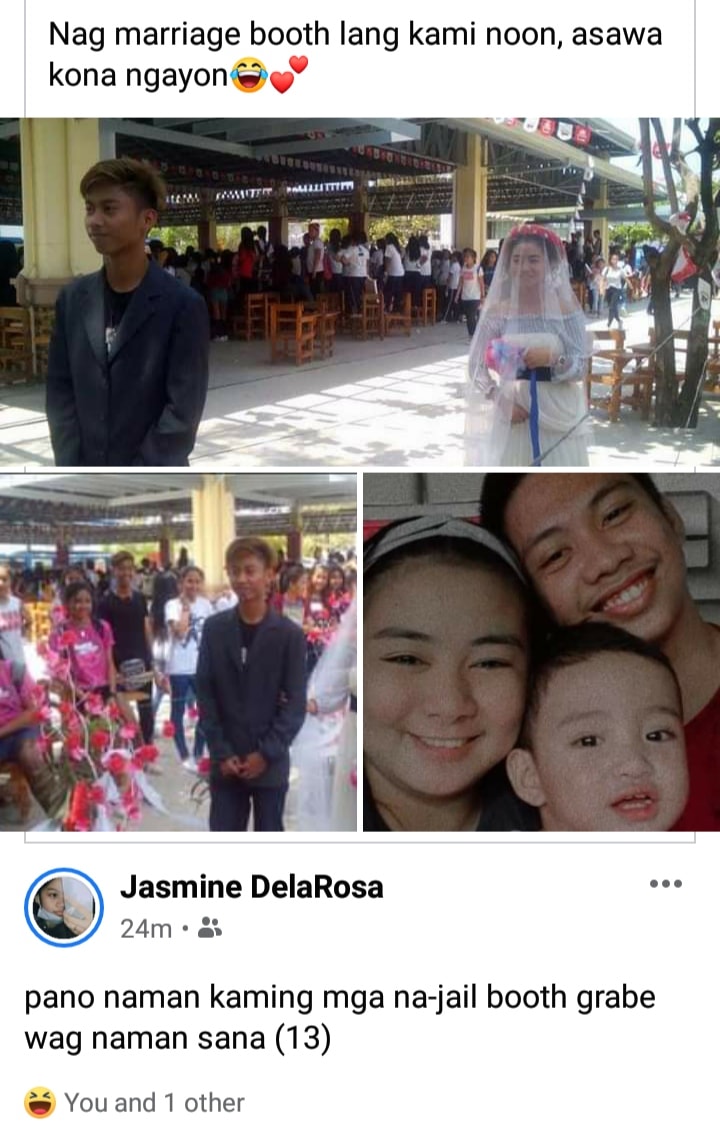 Nag marriage booth lang kami noon, asawa
kona ngayon😂💕
Jasmine DelaRosa
24m ·
pano naman kaming mga na-jail booth grabe
wag naman sana (13)
You and 1 other